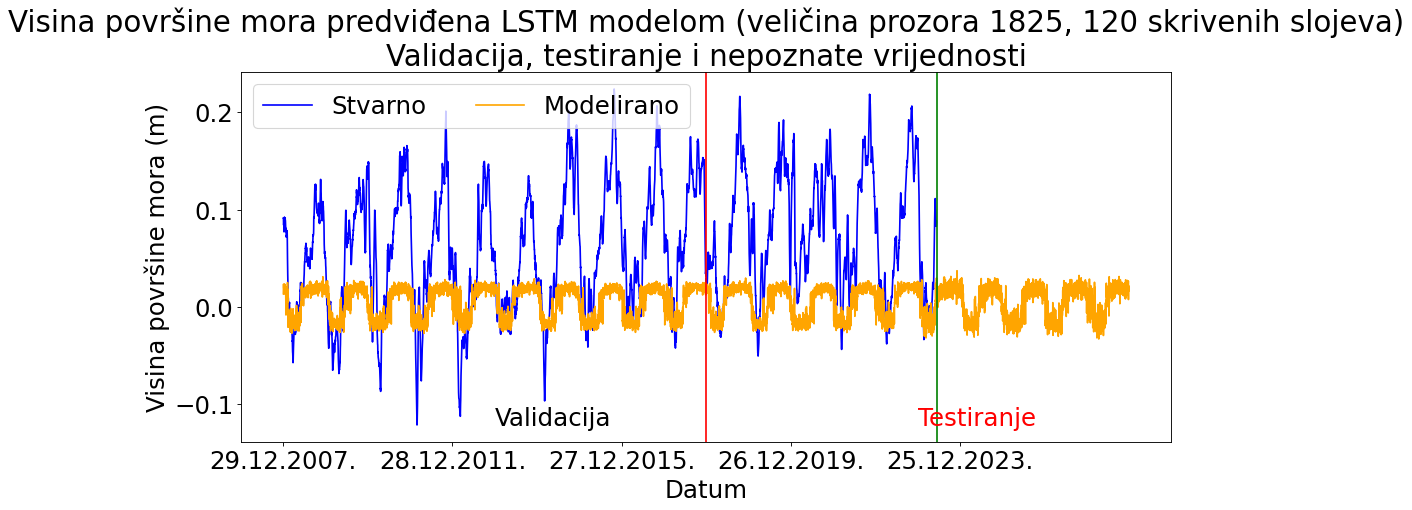 Visina površine mora predviđena LSTM modelom (veličina prozora 1825, 120 skrivenih slojeva)
Validacija, testiranje i nepoznate vrijednosti
Stvarno
Modelirano
Visina površine mora (m)
0.2
0.1
0.0
−0.1
Validacija
Testiranje
29.12.2007.
28.12.2011.
27.12.2015.
26.12.2019.
25.12.2023.
Datum